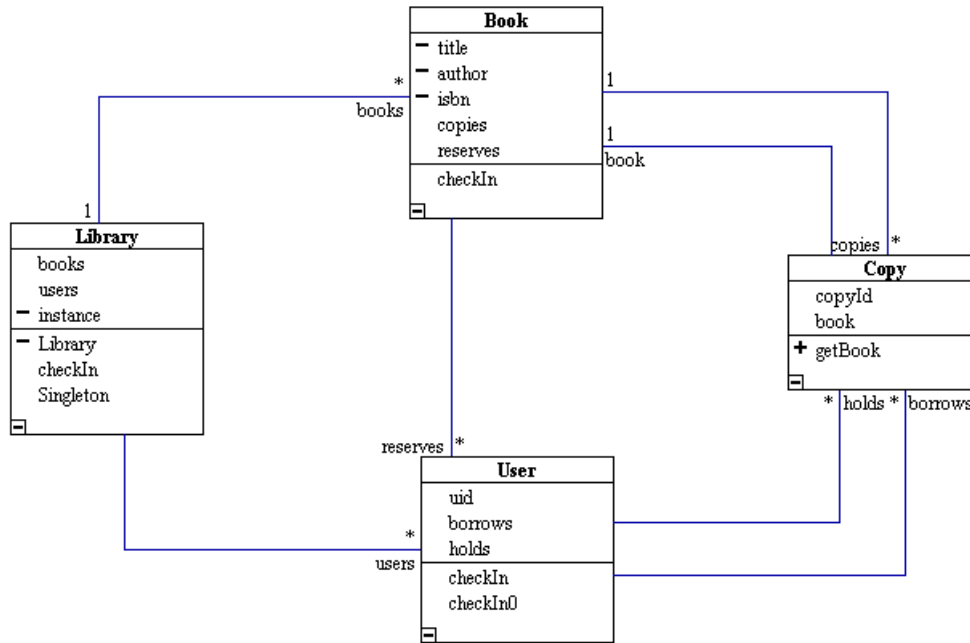 Book
title
author
isbn
copies
reserves
checkIn
*
books
1
1
book
1
Library
books
users
instance
Library
checkIn
Singleton
copies *
Copy
copyId
book
getBook
* holds * borrows
reserves *
User
uid
borrows
holds
checkIn
checkIn0
*
users